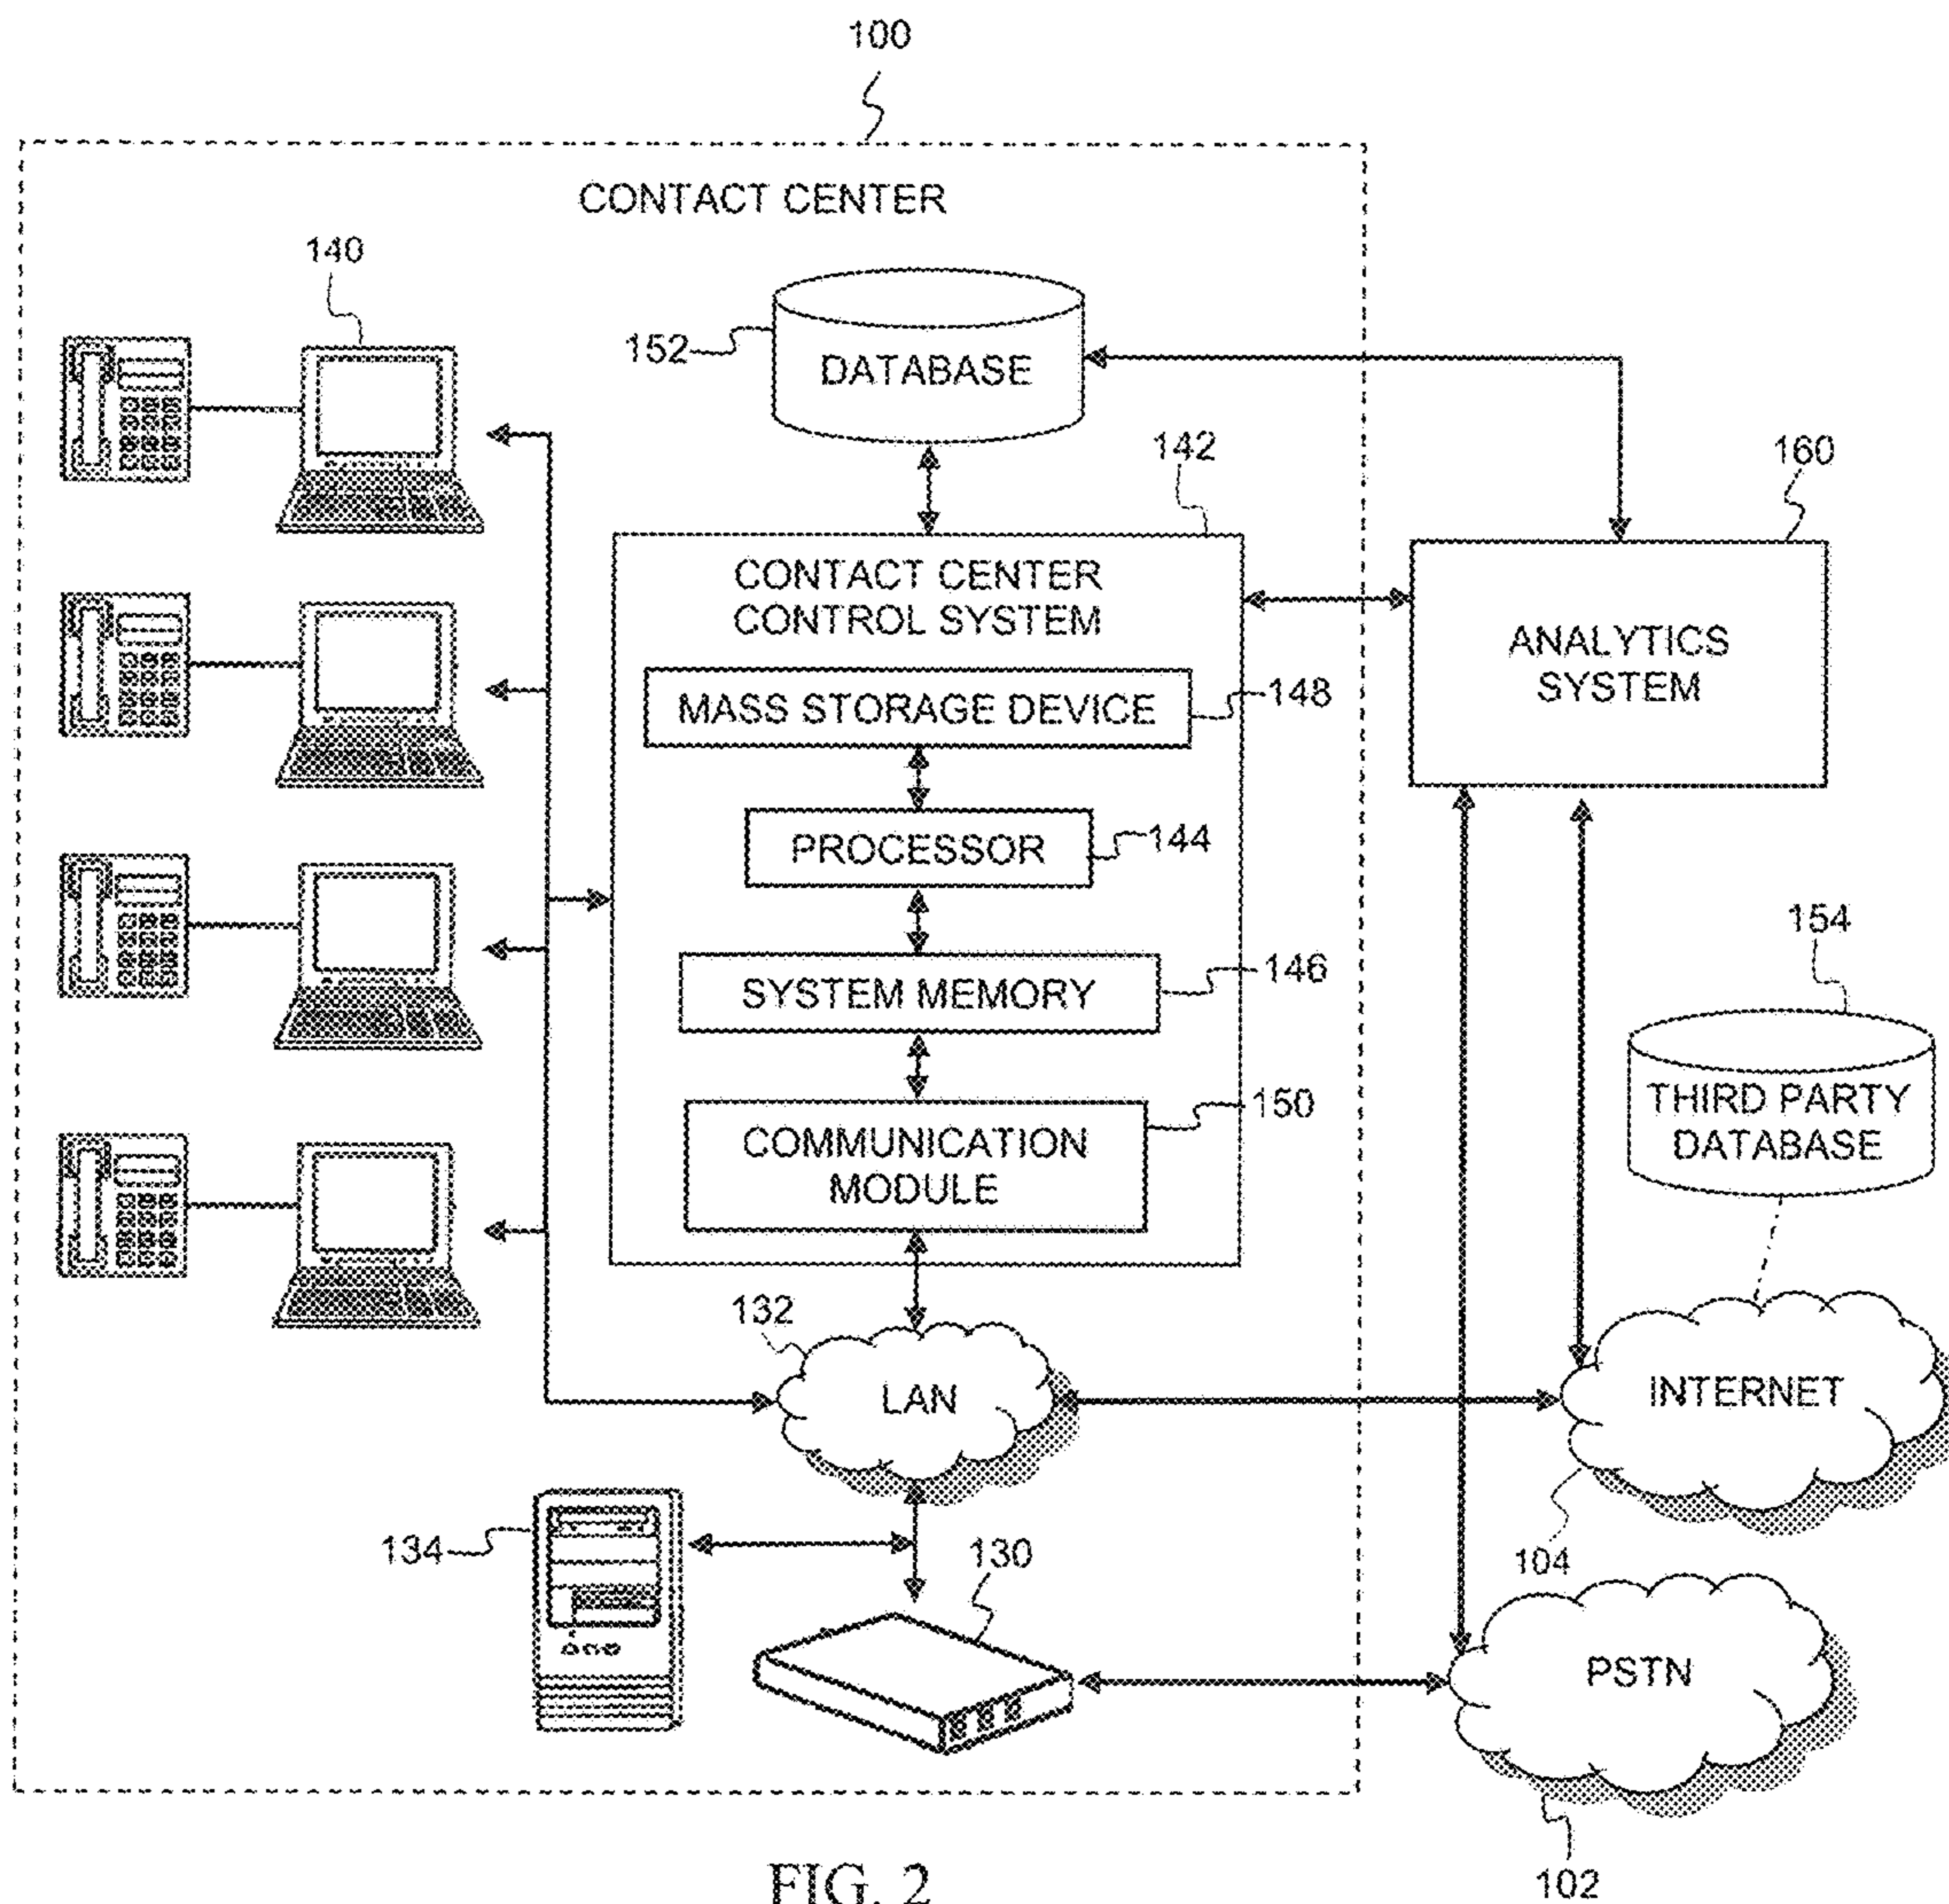 100
CONTACT CENTER
140
152
DATABASE
142
160
CONTACT CENTER
CONTROL SYSTEM
ANALYTICS
SYSTEM
MASS STORAGE DEVICE
148
PROCESSOR
144
154
SYSTEM MEMORY
146
THIRD PARTY
DATABASE
150
COMMUNICATION
MODULE
132
LAN
INTERNET
134
130
104
PSTN
102
FIG. 2